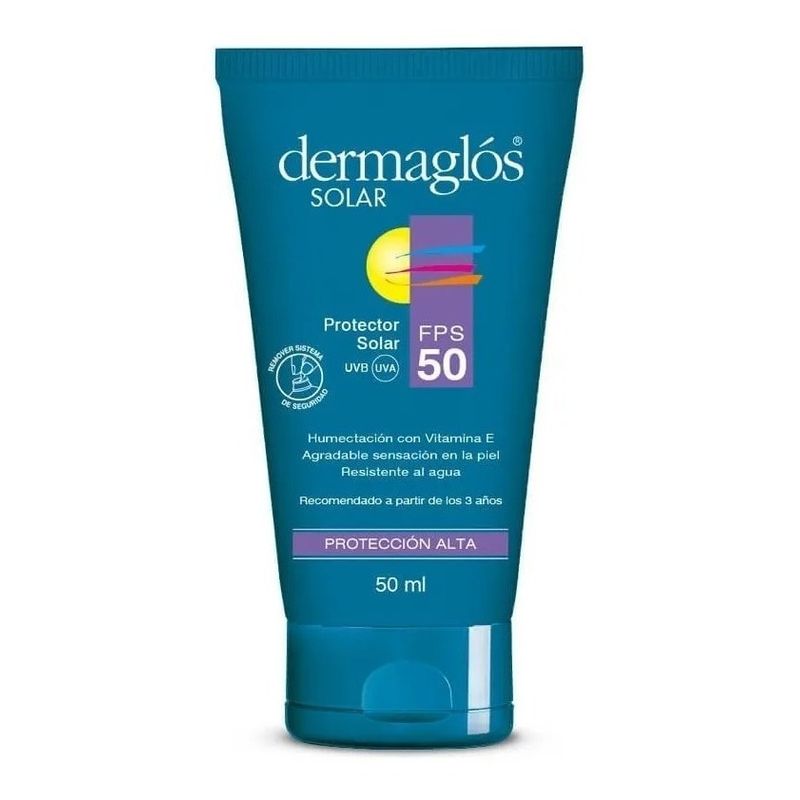 dermaglós®
SOLAR
Protector
Solar
UVB UVA
FPS
50
REMOVER SISTEMA
DE SEGURIDAD
Humectación con Vitamina E
Agradable sensación en la piel
Resistente al agua
Recomendado a partir de los 3 años
PROTECCIÓN ALTA
50 ml